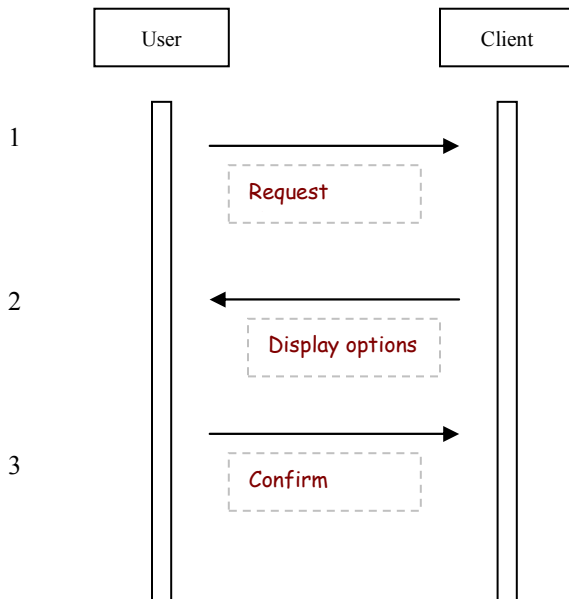 User
Client
1
Request
2
Display options
3
Confirm